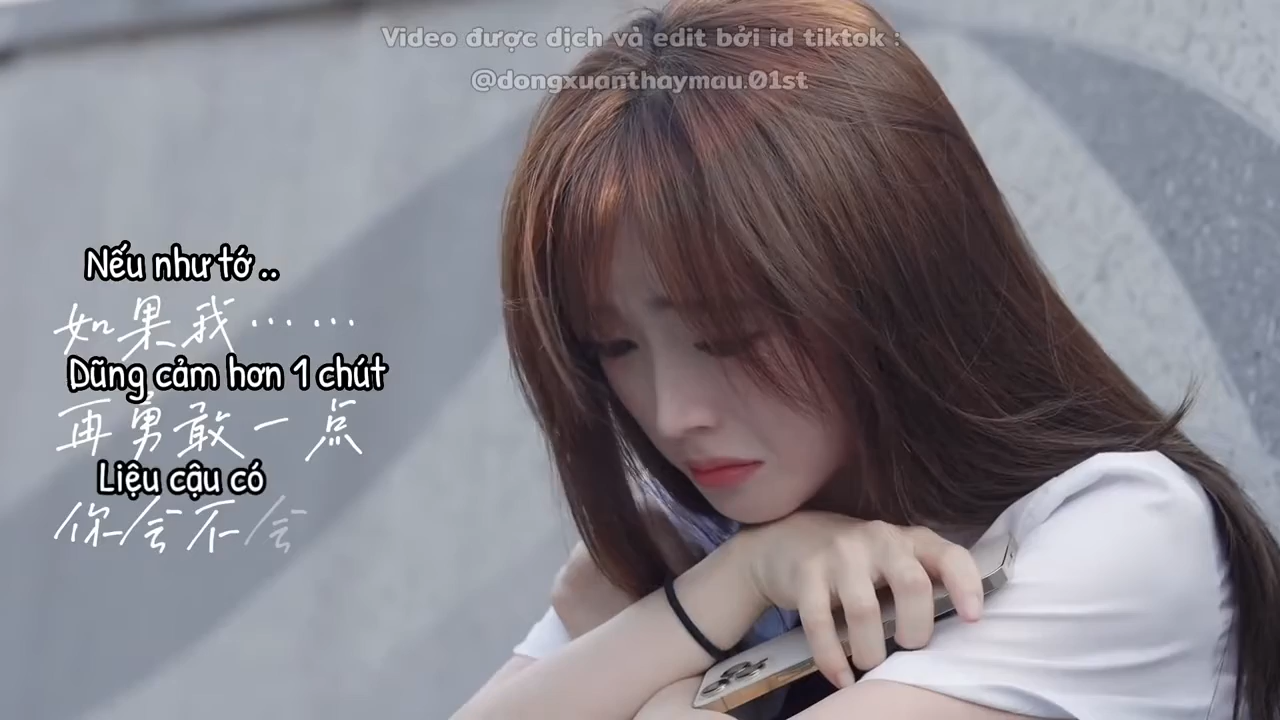 Video được dịch và edit bởi id tiktok :
@dongxuanthaymau.01st
Nếu như tớ ..
如果我……
Dũng cảm hơn 1 chút
再勇敢一点
Liệu cậu có
你会不会